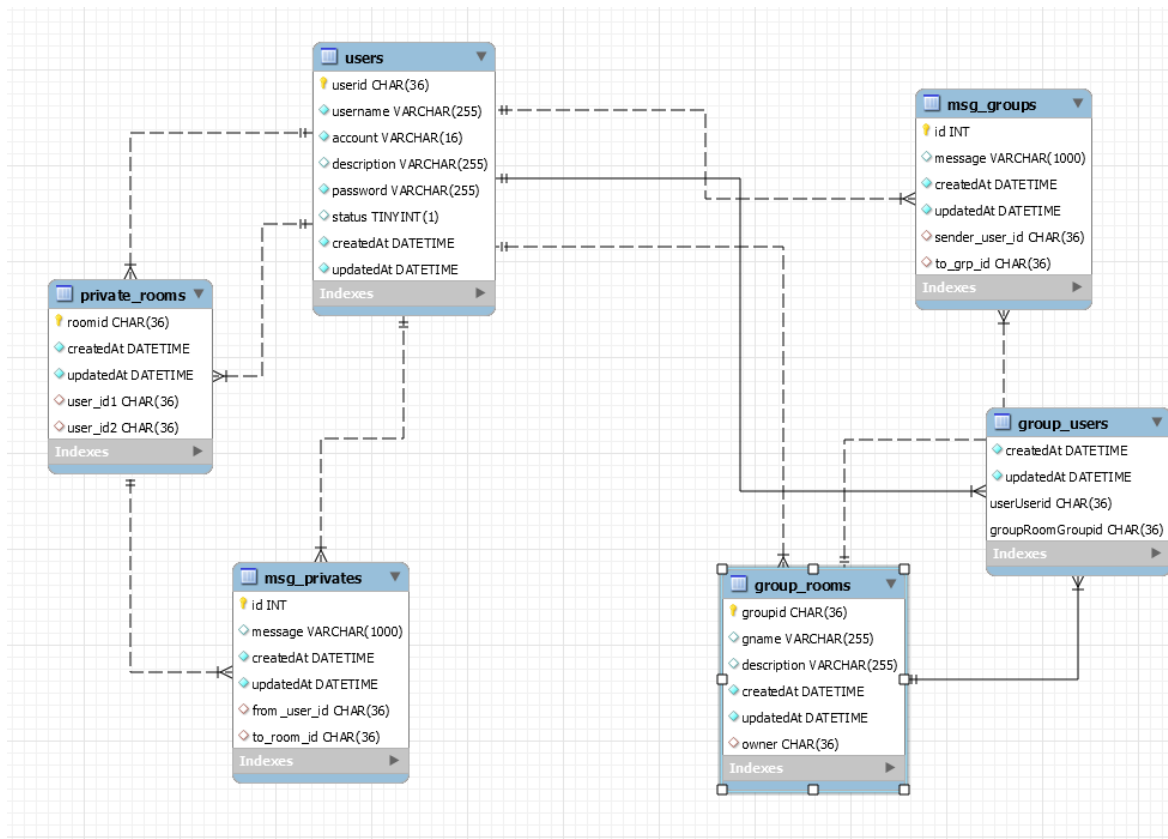 users
userid CHAR(36)
username VARCHAR(255)
account VARCHAR(16)
description VARCHAR(255)
password VARCHAR(255)
status TINYINT(1)
createdAt DATETIME
updatedAt DATETIME
Indexes
msg_groups
id INT
message VARCHAR(1000)
createdAt DATETIME
updatedAt DATETIME
sender_user_id CHAR(36)
to_grp_id CHAR(36)
Indexes
private_rooms
roomid CHAR(36)
createdAt DATETIME
updatedAt DATETIME
user_id1 CHAR(36)
user_id2 CHAR(36)
Indexes
group_users
createdAt DATETIME
updatedAt DATETIME
userUserid CHAR(36)
groupRoomGroupid CHAR(36)
Indexes
msg_privates
id INT
message VARCHAR(1000)
createdAt DATETIME
updatedAt DATETIME
from_user_id CHAR(36)
to_room_id CHAR(36)
Indexes
group_rooms
groupid CHAR(36)
gname VARCHAR(255)
description VARCHAR(255)
createdAt DATETIME
updatedAt DATETIME
owner CHAR(36)
Indexes